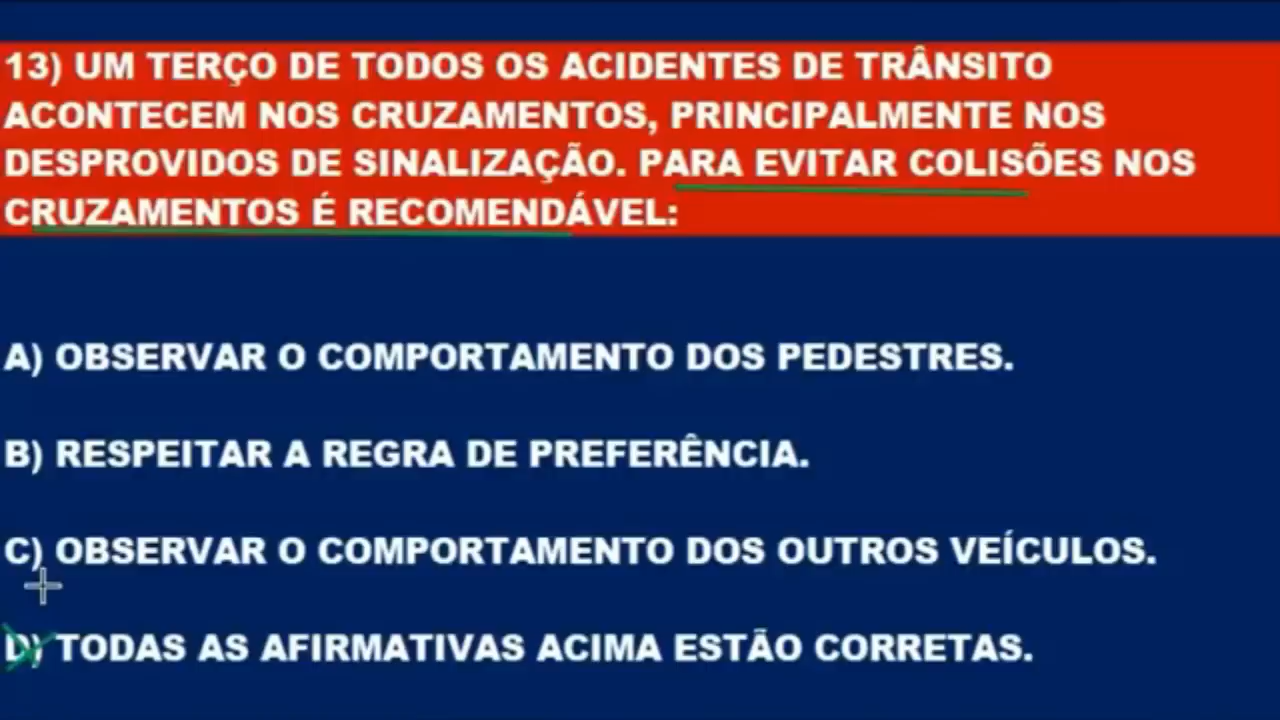 13) UM TERÇO DE TODOS OS ACIDENTES DE TRÂNSITO
ACONTECEM NOS CRUZAMENTOS, PRINCIPALMENTE NOS
DESPROVIDOS DE SINALIZAÇÃO. PARA EVITAR COLISÕES NOS
CRUZAMENTOS É RECOMENDÁVEL:
A) OBSERVAR O COMPORTAMENTO DOS PEDESTRES.
B) RESPEITAR A REGRA DE PREFERÊNCIA.
C) OBSERVAR O COMPORTAMENTO DOS OUTROS VEÍCULOS.
D) TODAS AS AFIRMATIVAS ACIMA ESTÃO CORRETAS.